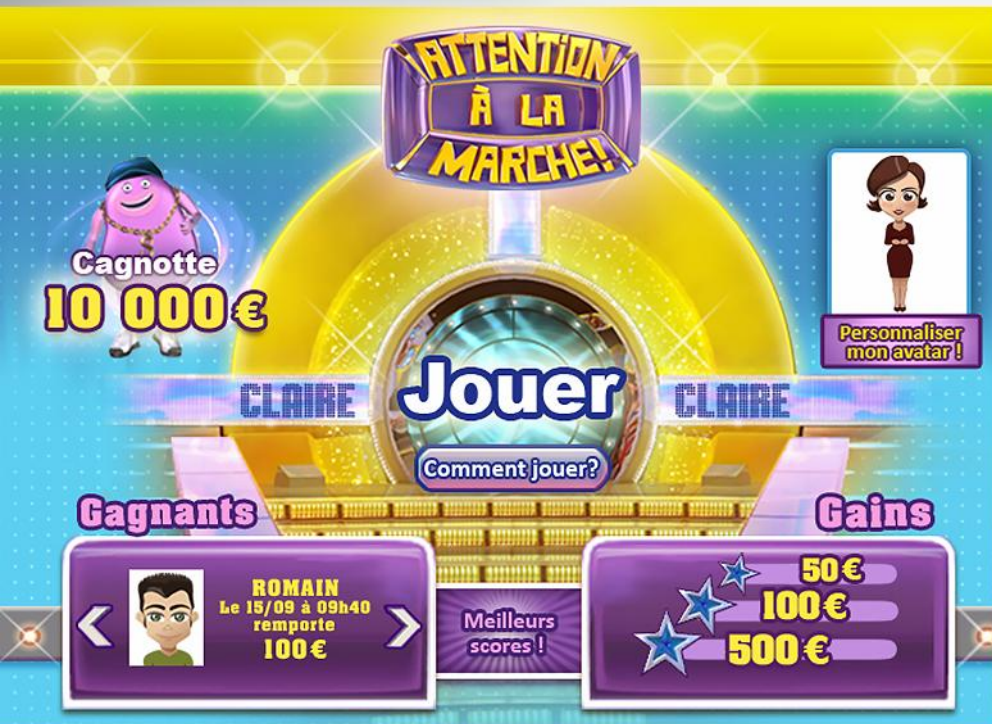 ATTENTION
À LA
MARCHE!
Cagnotte
10 000€
Personnaliser
mon avatar !
CLAIRE
Jouer
CLAIRE
Comment jouer?
Gagnants
Gains
ROMAIN
Le 15/09 à 09h40
remporte
100€
Meilleurs
scores !
50€
100€
500€